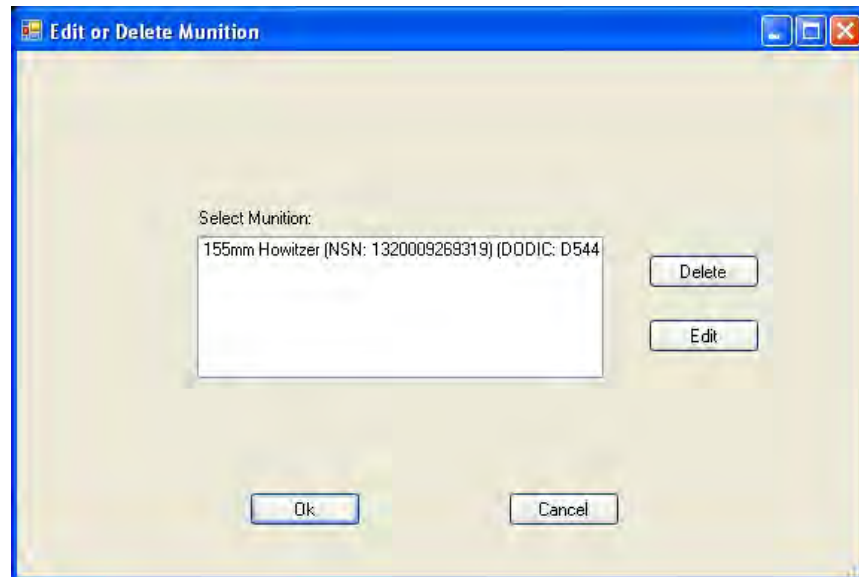 Edit or Delete Munition
Select Munition:
155mm Howitzer (NSN: 1320009269319) (DODIC: D544
Delete
Edit
Ok
Cancel